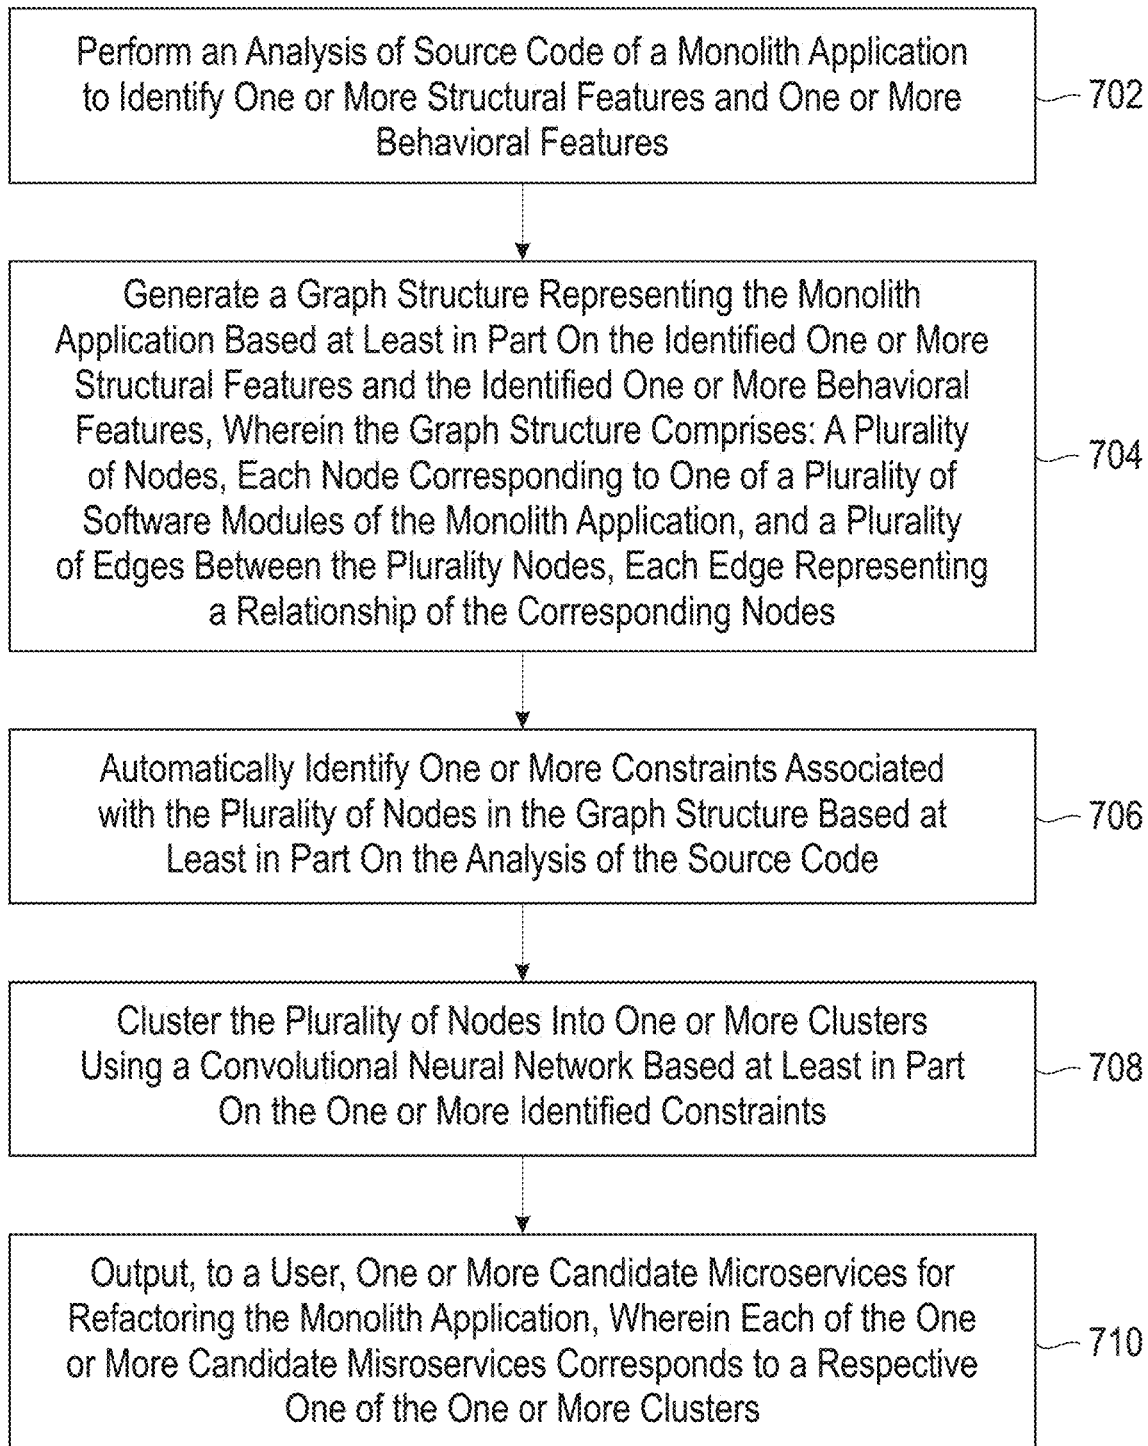 Perform an Analysis of Source Code of a Monolith Application
to Identify One or More Structural Features and One or More
Behavioral Features
702
Generate a Graph Structure Representing the Monolith
Application Based at Least in Part On the Identified One or More
Structural Features and the Identified One or More Behavioral
Features, Wherein the Graph Structure Comprises: A Plurality
of Nodes, Each Node Corresponding to One of a Plurality of
Software Modules of the Monolith Application, and a Plurality
of Edges Between the Plurality Nodes, Each Edge Representing
a Relationship of the Corresponding Nodes
704
Automatically Identify One or More Constraints Associated
with the Plurality of Nodes in the Graph Structure Based at
Least in Part On the Analysis of the Source Code
706
Cluster the Plurality of Nodes Into One or More Clusters
Using a Convolutional Neural Network Based at Least in Part
On the One or More Identified Constraints
708
Output, to a User, One or More Candidate Microservices for
Refactoring the Monolith Application, Wherein Each of the One
or More Candidate Misroservices Corresponds to a Respective
One of the One or More Clusters
710